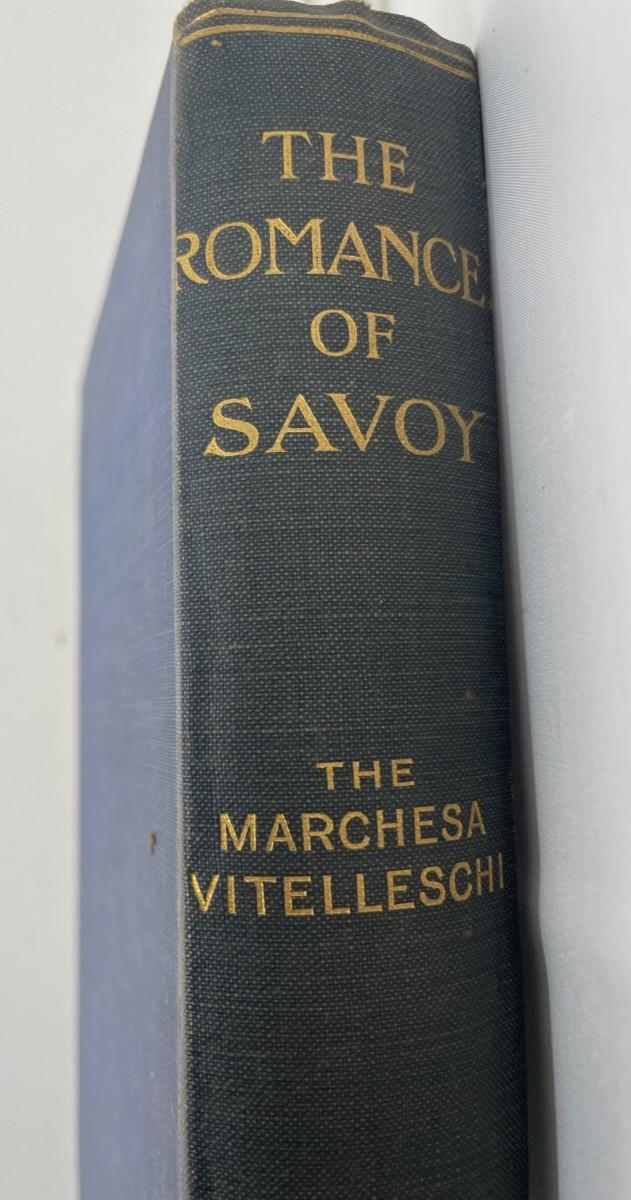 THE
ROMANCE
OF
SAVOY
THE
MARCHESA
VITELLESCHI